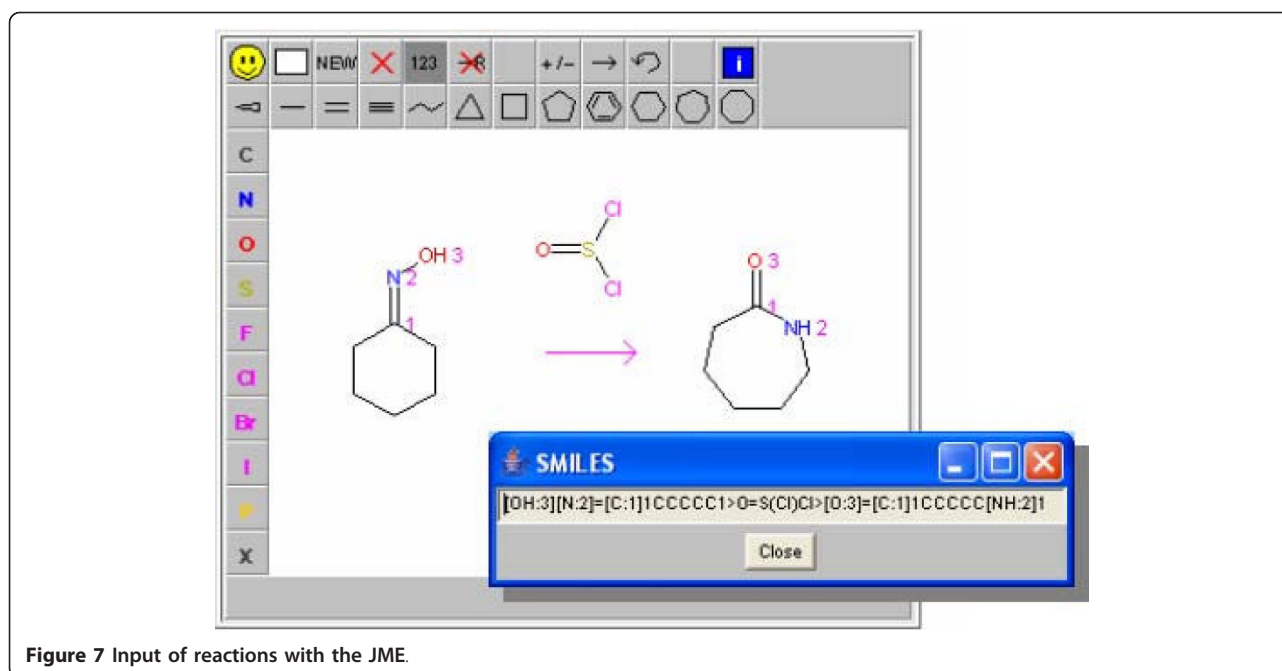 NEW 123 R +/- i
C
N
O
S
F
Cl
Br
I
P
X
OH 3
N 2
1
Cl
O S
Cl
O 3
1
NH 2
SMILES
[OH:3][N:2]=[C:1]1CCCCC1>O=S(Cl)Cl>[O:3]=[C:1]1CCCCC[NH:2]1
Close
Figure 7 Input of reactions with the JME.